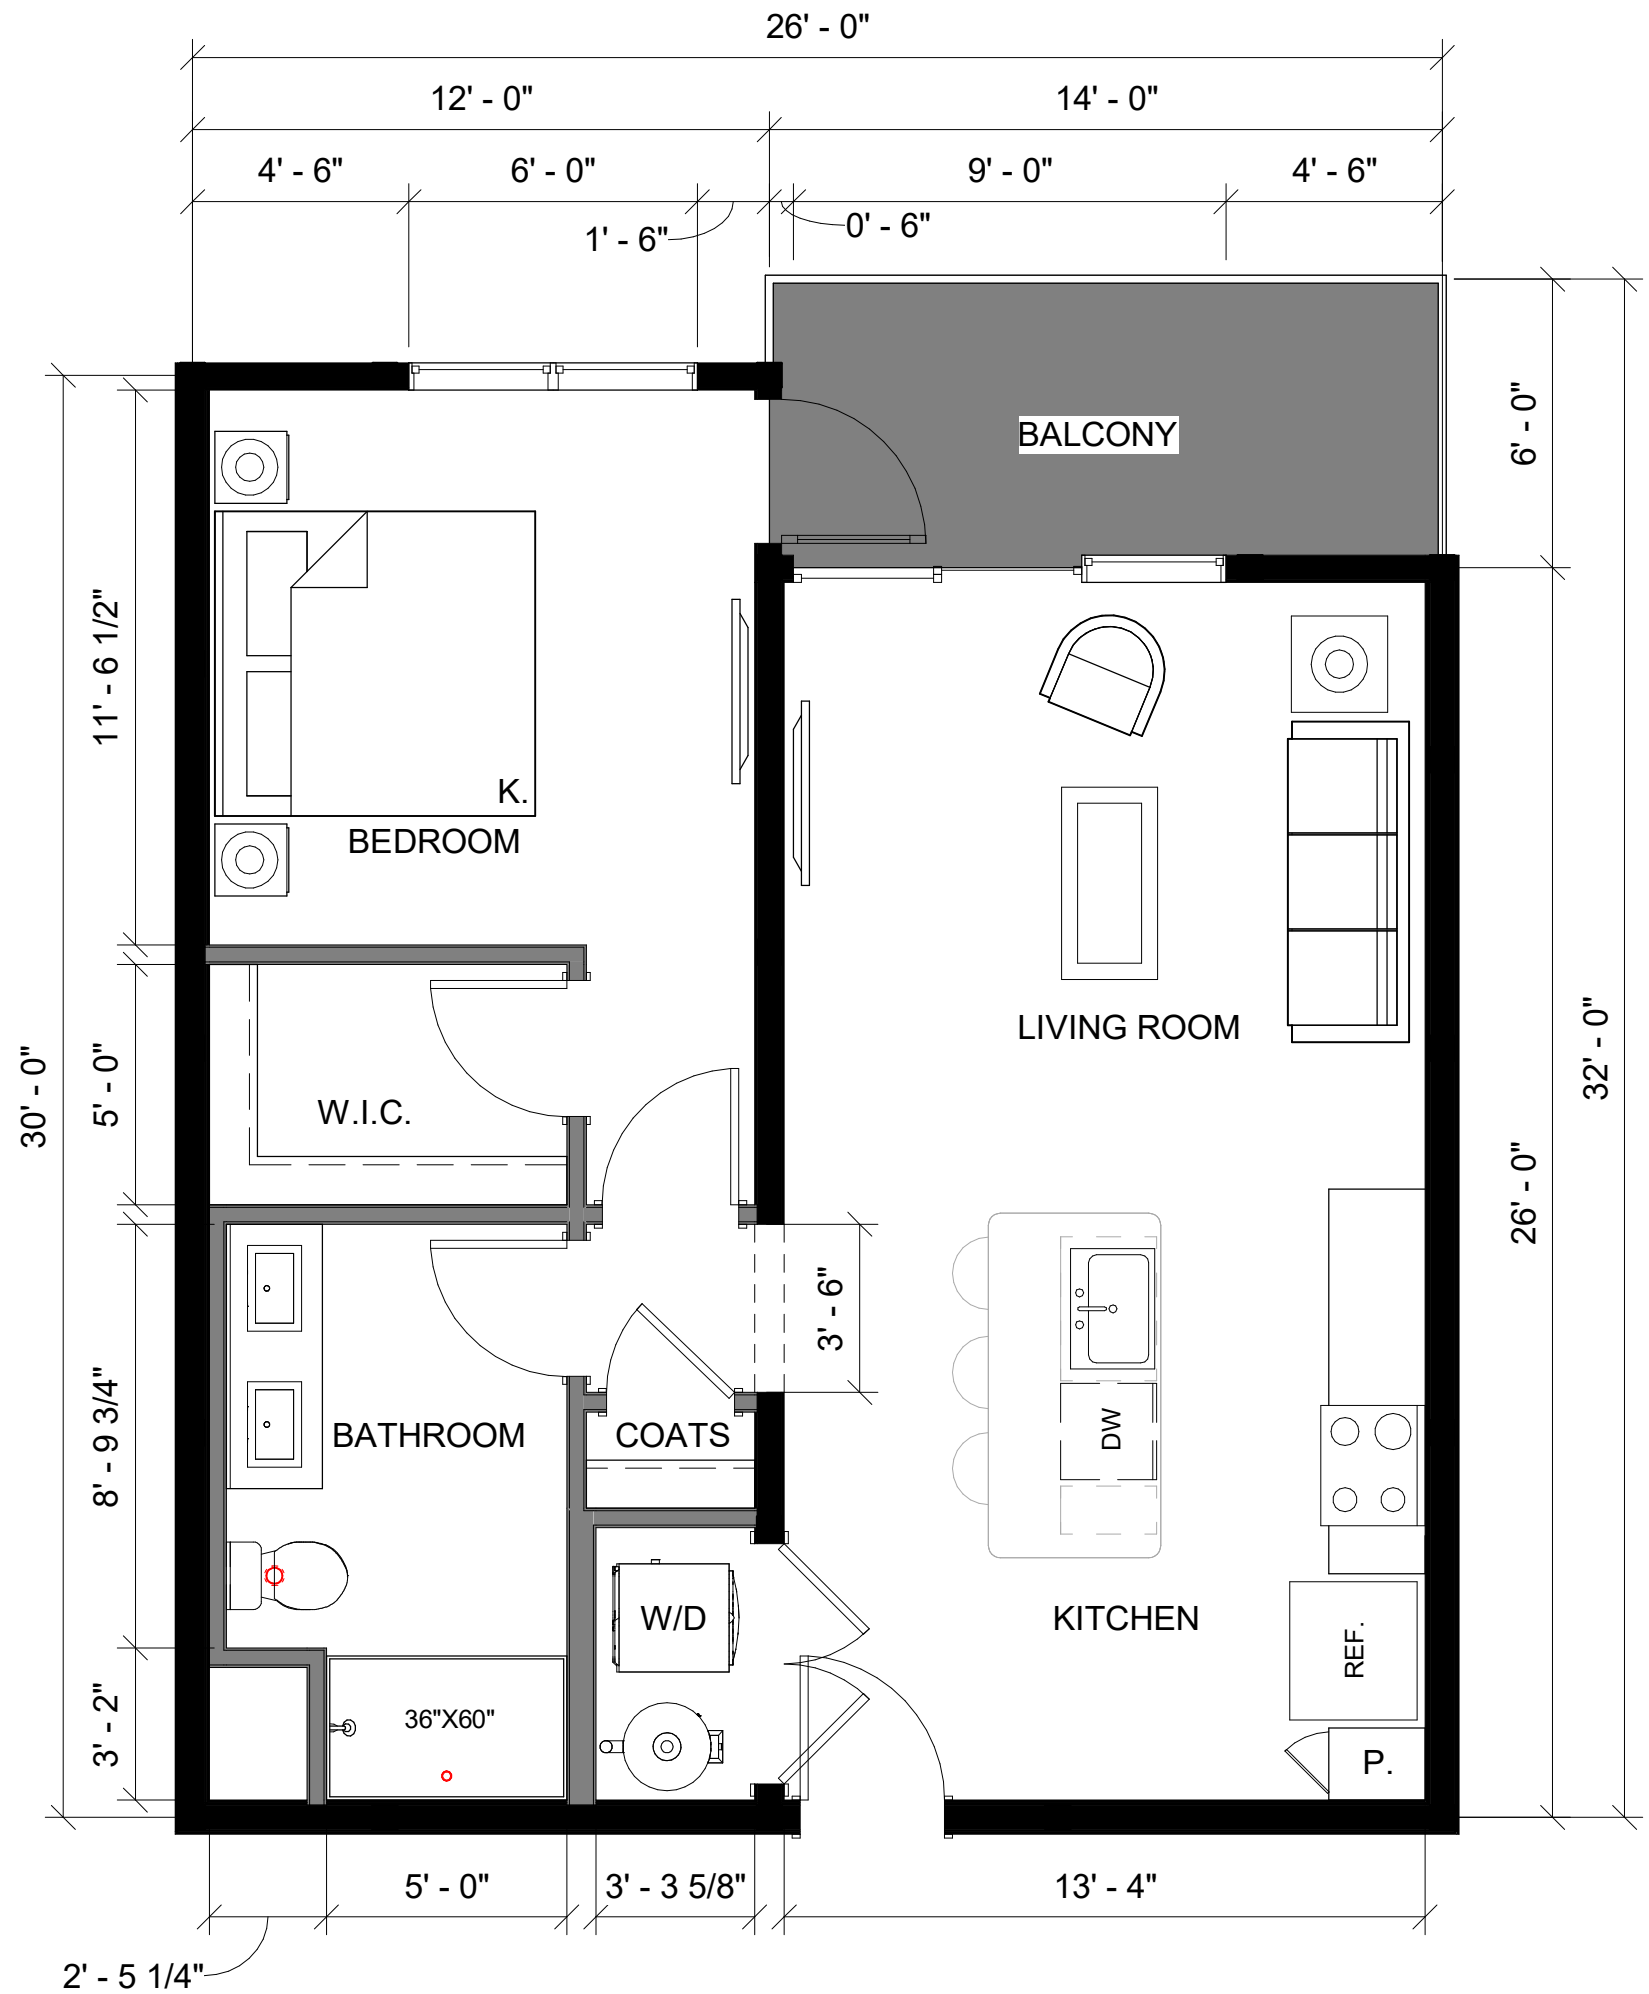 26' - 0"
12' - 0"
14' - 0"
4' - 6"
6' - 0"
9' - 0"
4' - 6"
1' - 6"
0' - 6"
BALCONY
6' - 0"
11' - 6 1/2"
K.
BEDROOM
LIVING ROOM
32' - 0"
30' - 0"
5' - 0"
W.I.C.
26' - 0"
3' - 6"
8' - 9 3/4"
BATHROOM
COATS
DW
W/D
KITCHEN
REF.
3' - 2"
36"X60"
P.
5' - 0"
3' - 3 5/8"
13' - 4"
2' - 5 1/4"